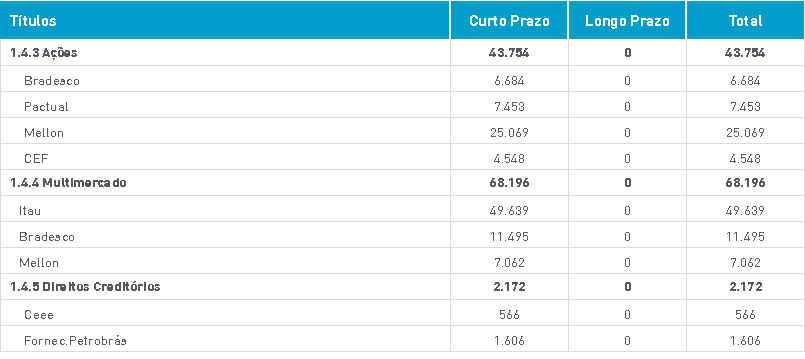 Títulos Curto Prazo Longo Prazo Total
1.4.3 Ações 43.754 0 43.754
Bradesco 6.684 0 6.684
Pactual 7.453 0 7.453
Mellon 25.069 0 25.069
CEF 4.548 0 4.548
1.4.4 Multimercado 68.196 0 68.196
Itau 49.639 0 49.639
Bradesco 11.495 0 11.495
Mellon 7.062 0 7.062
1.4.5 Direitos Creditórios 2.172 0 2.172
Ceee 566 0 566
Fornec.Petrobrás 1.606 0 1.606